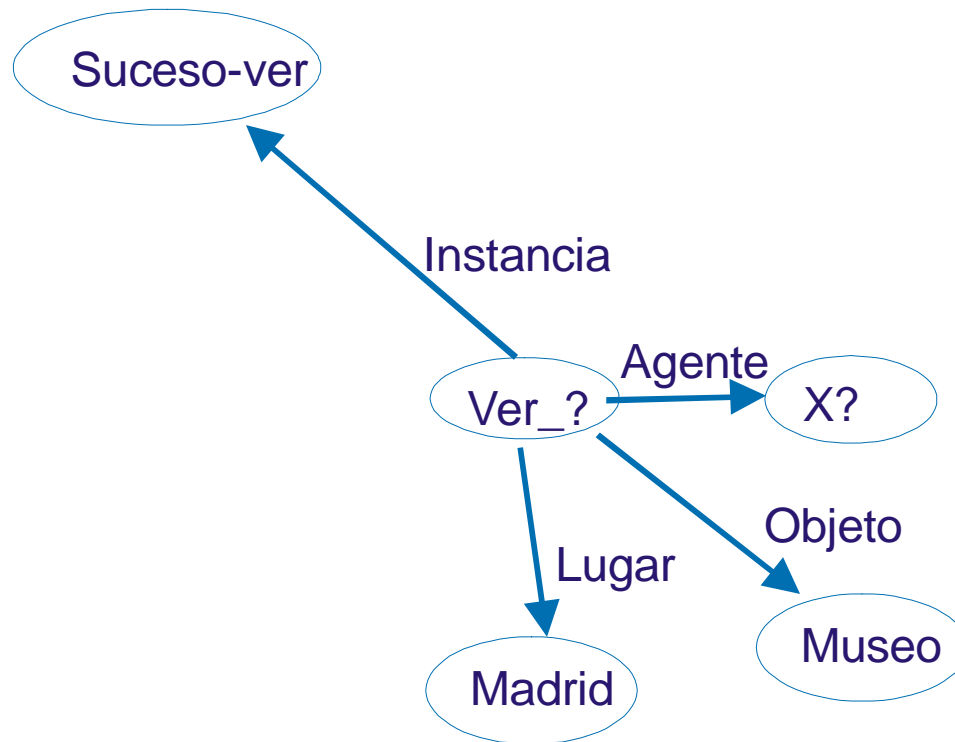 Suceso-ver
Instancia
Agente
Ver_?
X?
Objeto
Lugar
Museo
Madrid